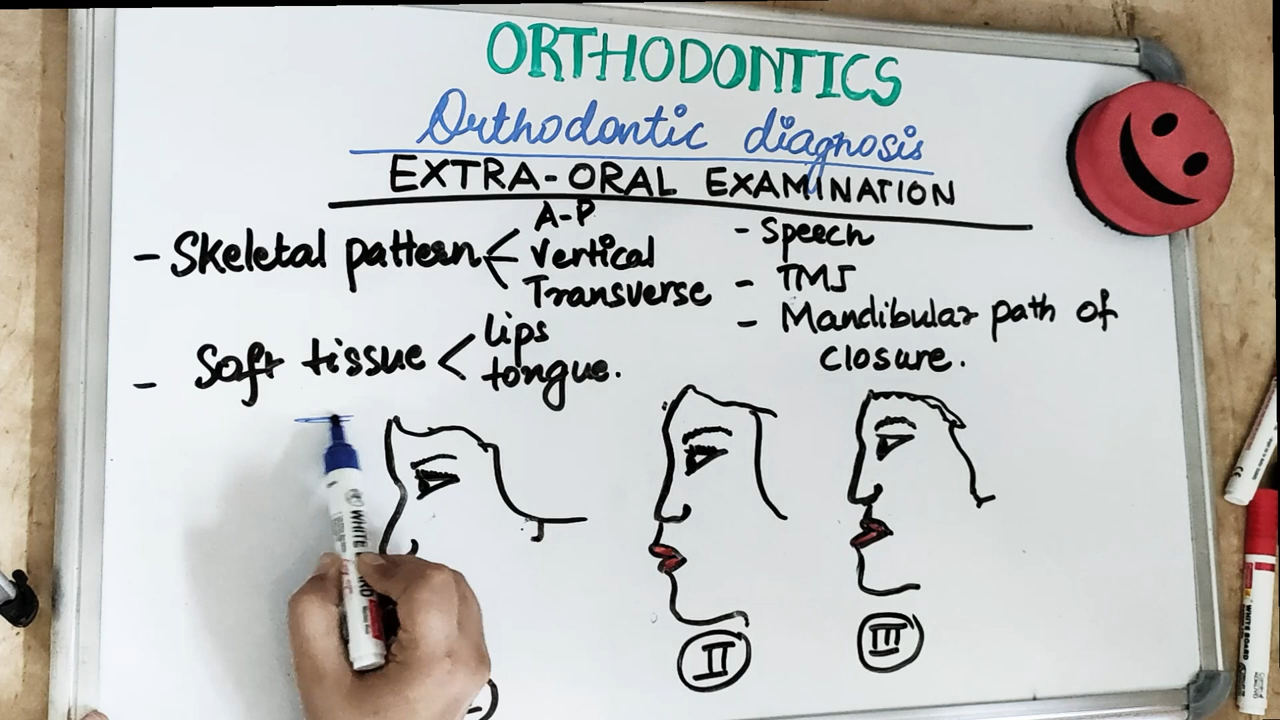 ORTHODONTICS
Orthodontic diagnosis
EXTRA-ORAL EXAMINATION
- Skeletal pattern < A-P
Vertical
Transverse
- Soft tissue < lips
tongue.
- Speech
- TMJ
- Mandibular path of
closure.
II
III
WHITE